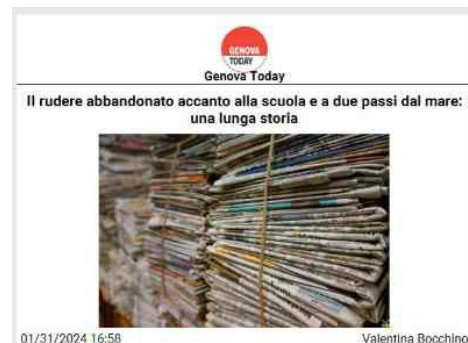 GENOVA
TODAY
Genova Today
Il rudere abbandonato accanto alla scuola e a due passi dal mare:
una lunga storia
01/31/2024 16:58
Valentina Bocchino